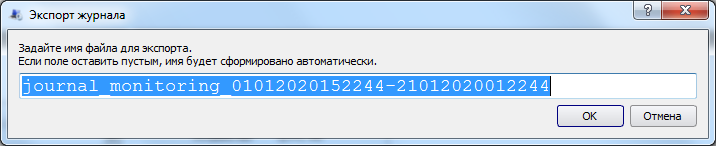 Экспорт журнала
Задайте имя файла для экспорта.
Если поле оставить пустым, имя будет сформировано автоматически.
journal_monitoring_01012020152244-21012020012244
OK
Отмена